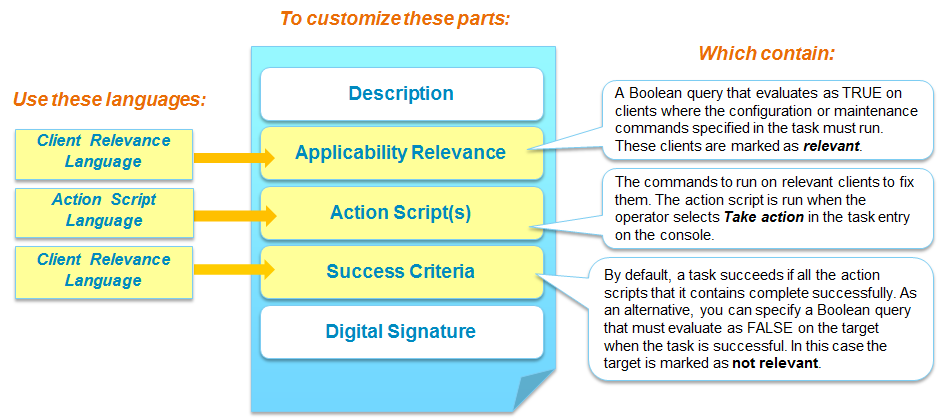 To customize these parts:
Use these languages:
Which contain:
Description
Client Relevance
Language
Applicability Relevance
A Boolean query that evaluates as TRUE on
clients where the configuration or maintenance
commands specified in the task must run.
These clients are marked as relevant.
Action Script
Language
Action Script(s)
The commands to run on relevant clients to fix
them. The action script is run when the
operator selects Take action in the task entry
on the console.
Client Relevance
Language
Success Criteria
By default, a task succeeds if all the action
scripts that it contains complete successfully. As
an alternative, you can specify a Boolean query
that must evaluate as FALSE on the target
when the task is successful. In this case the
target is marked as not relevant.
Digital Signature